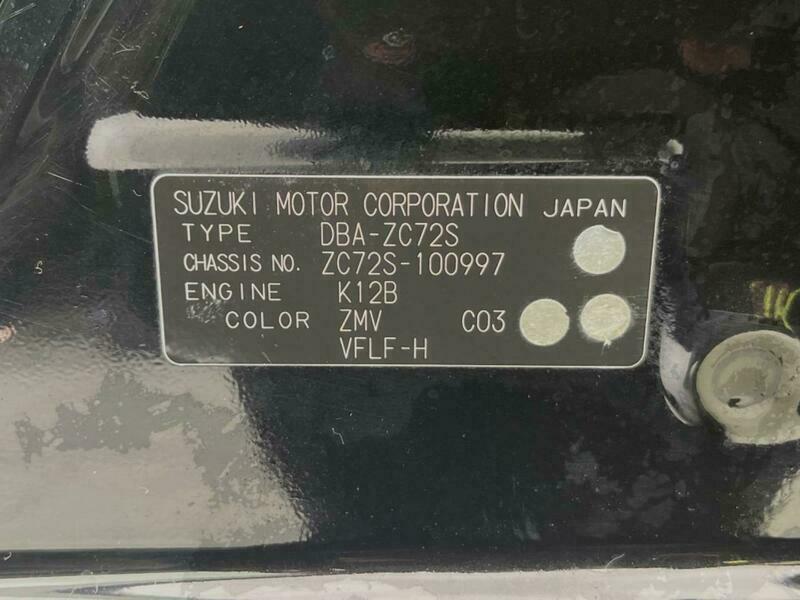 SUZUKI MOTOR CORPORATION JAPAN
TYPE DBA-ZC72S
CHASSIS NO. ZC72S-100997
ENGINE K12B
COLOR ZMV C03
VFLF-H